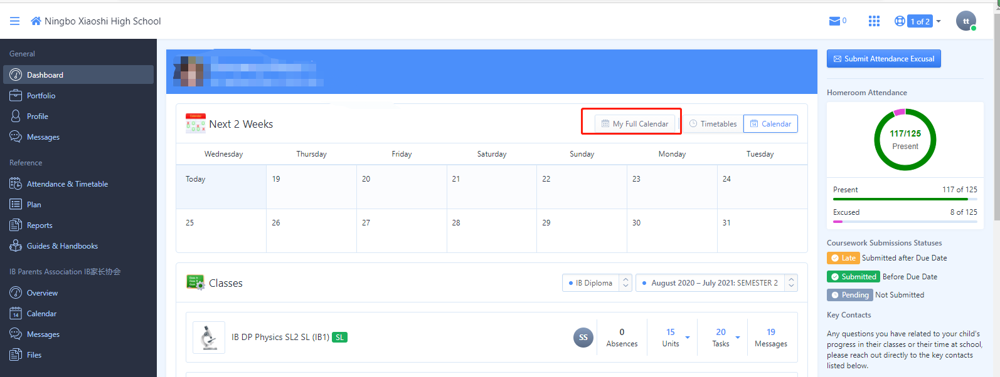 Ningbo Xiaoshi High School
0
1 of 2
tt
General
Dashboard
Portfolio
Profile
Messages
Reference
Attendance & Timetable
Plan
Reports
Guides & Handbooks
IB Parents Association IB家长协会
Overview
Calendar
14
Messages
Files
Next 2 Weeks
My Full Calendar
Timetables
Calendar
Wednesday Thursday Friday Saturday Sunday Monday Tuesday
Today 19 20 21 22 23 24
25 26 27 28 29 30 31
Classes
IB Diploma
August 2020 – July 2021: SEMESTER 2
IB DP Physics SL2 SL (IB1) SL
SS
0 15 20 19
Absences Units Tasks Messages
Submit Attendance Excusal
Homeroom Attendance
117/125
Present
Present 117 of 125
Excused 8 of 125
Coursework Submissions Statuses
Late Submitted after Due Date
Submitted Before Due Date
Pending Not Submitted
Key Contacts
Any questions you have related to your child's
progress in their classes or their time at school,
please reach out directly to the key contacts
listed below.